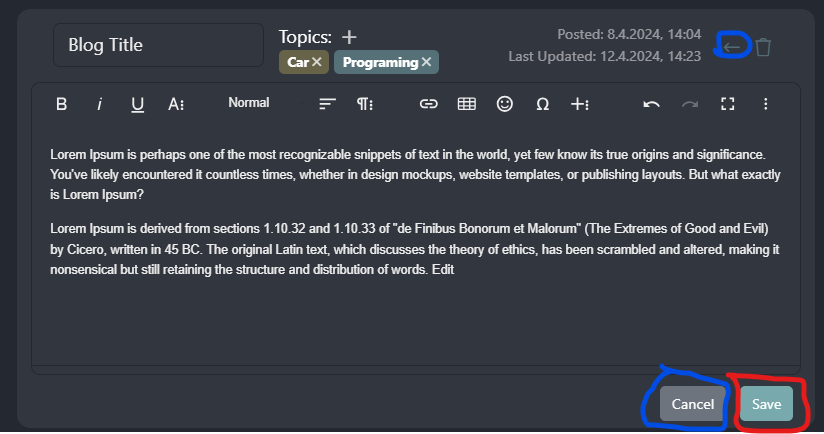 Blog Title
Topics:
Car
Programing
Posted: 8.4.2024, 14:04
Last Updated: 12.4.2024, 14:23
B i U A Normal Ω
Lorem Ipsum is perhaps one of the most recognizable snippets of text in the world, yet few know its true origins and significance.
You've likely encountered it countless times, whether in design mockups, website templates, or publishing layouts. But what exactly
is Lorem Ipsum?
Lorem Ipsum is derived from sections 1.10.32 and 1.10.33 of "de Finibus Bonorum et Malorum" (The Extremes of Good and Evil)
by Cicero, written in 45 BC. The original Latin text, which discusses the theory of ethics, has been scrambled and altered, making it
nonsensical but still retaining the structure and distribution of words. Edit
Cancel
Save